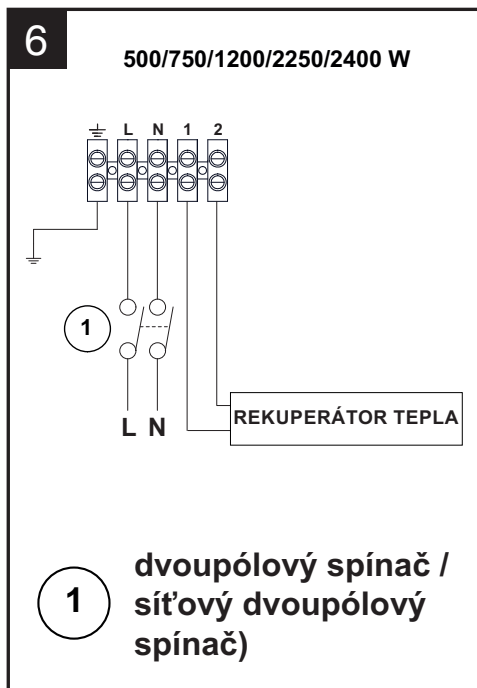 6
500/750/1200/2250/2400 W
L N 1 2
1
L N
REKUPERÁTOR TEPLA
1
dvoupólový spínač /
síťový dvoupólový
spínač)